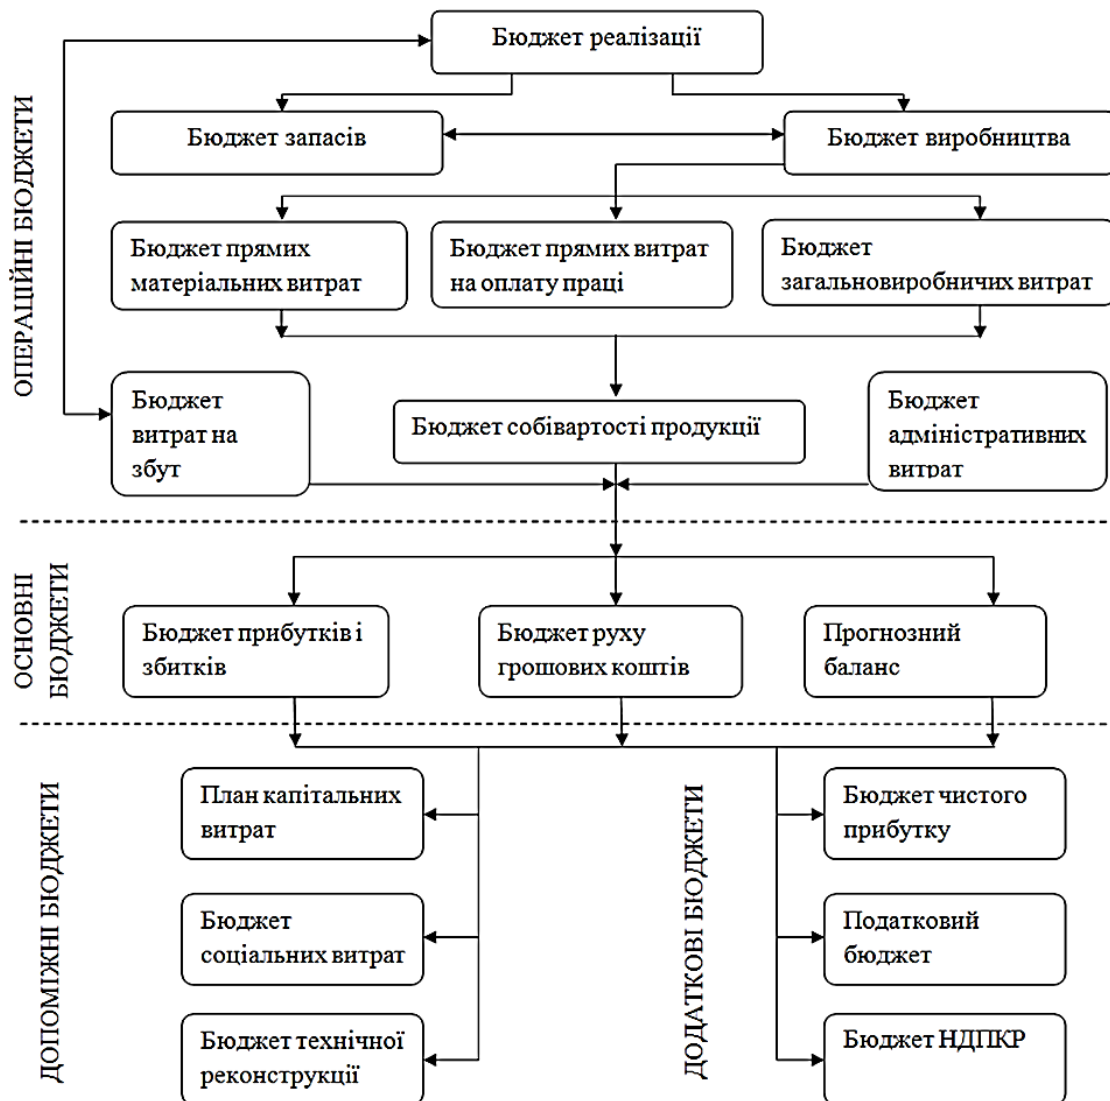 Бюджет реалізації
Бюджет запасів
Бюджет виробництва
Бюджет прямих
матеріальних витрат
Бюджет прямих витрат
на оплату праці
Бюджет
загальновиробничих витрат
ОПЕРАЦІЙНІ БЮДЖЕТИ
Бюджет
витрат на
збут
Бюджет собівартості продукції
Бюджет
адміністративних
витрат
ОСНОВНІ
БЮДЖЕТИ
Бюджет прибутків і
збитків
Бюджет руху
грошових коштів
Прогнозний
баланс
ДОПОМІЖНІ БЮДЖЕТИ
План капітальних
витрат
Бюджет
соціальних витрат
Бюджет технічної
реконструкції
ДОДАТКОВІ БЮДЖЕТИ
Бюджет чистого
прибутку
Податковий
бюджет
Бюджет НДПКР